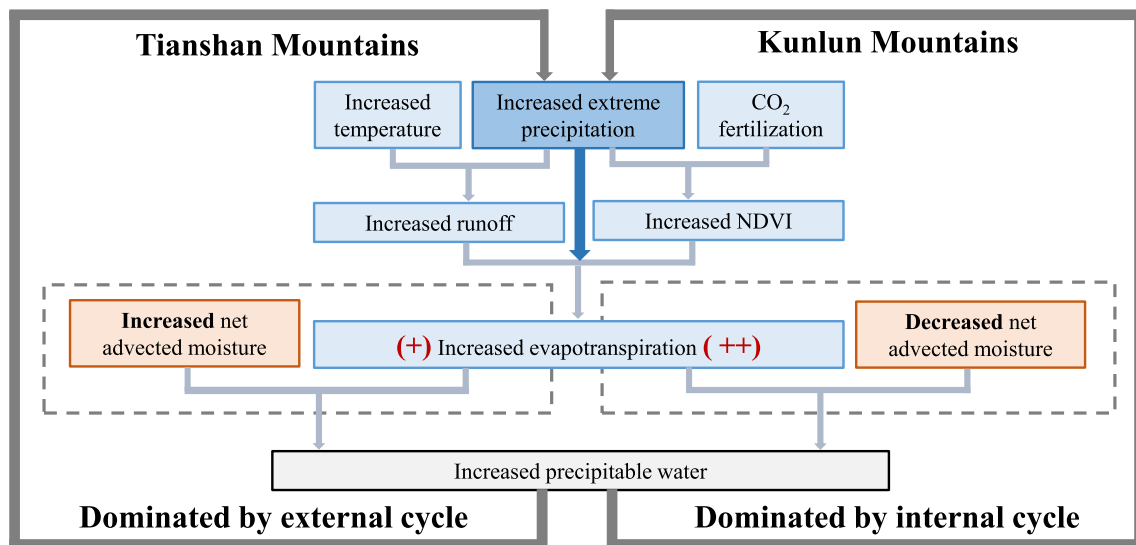 Tianshan Mountains
Kunlun Mountains
Increased
temperature
Increased extreme
precipitation
CO₂
fertilization
Increased runoff
Increased NDVI
Increased net
advected moisture
(+) Increased evapotranspiration ( ++)
Decreased net
advected moisture
Increased precipitable water
Dominated by external cycle
Dominated by internal cycle